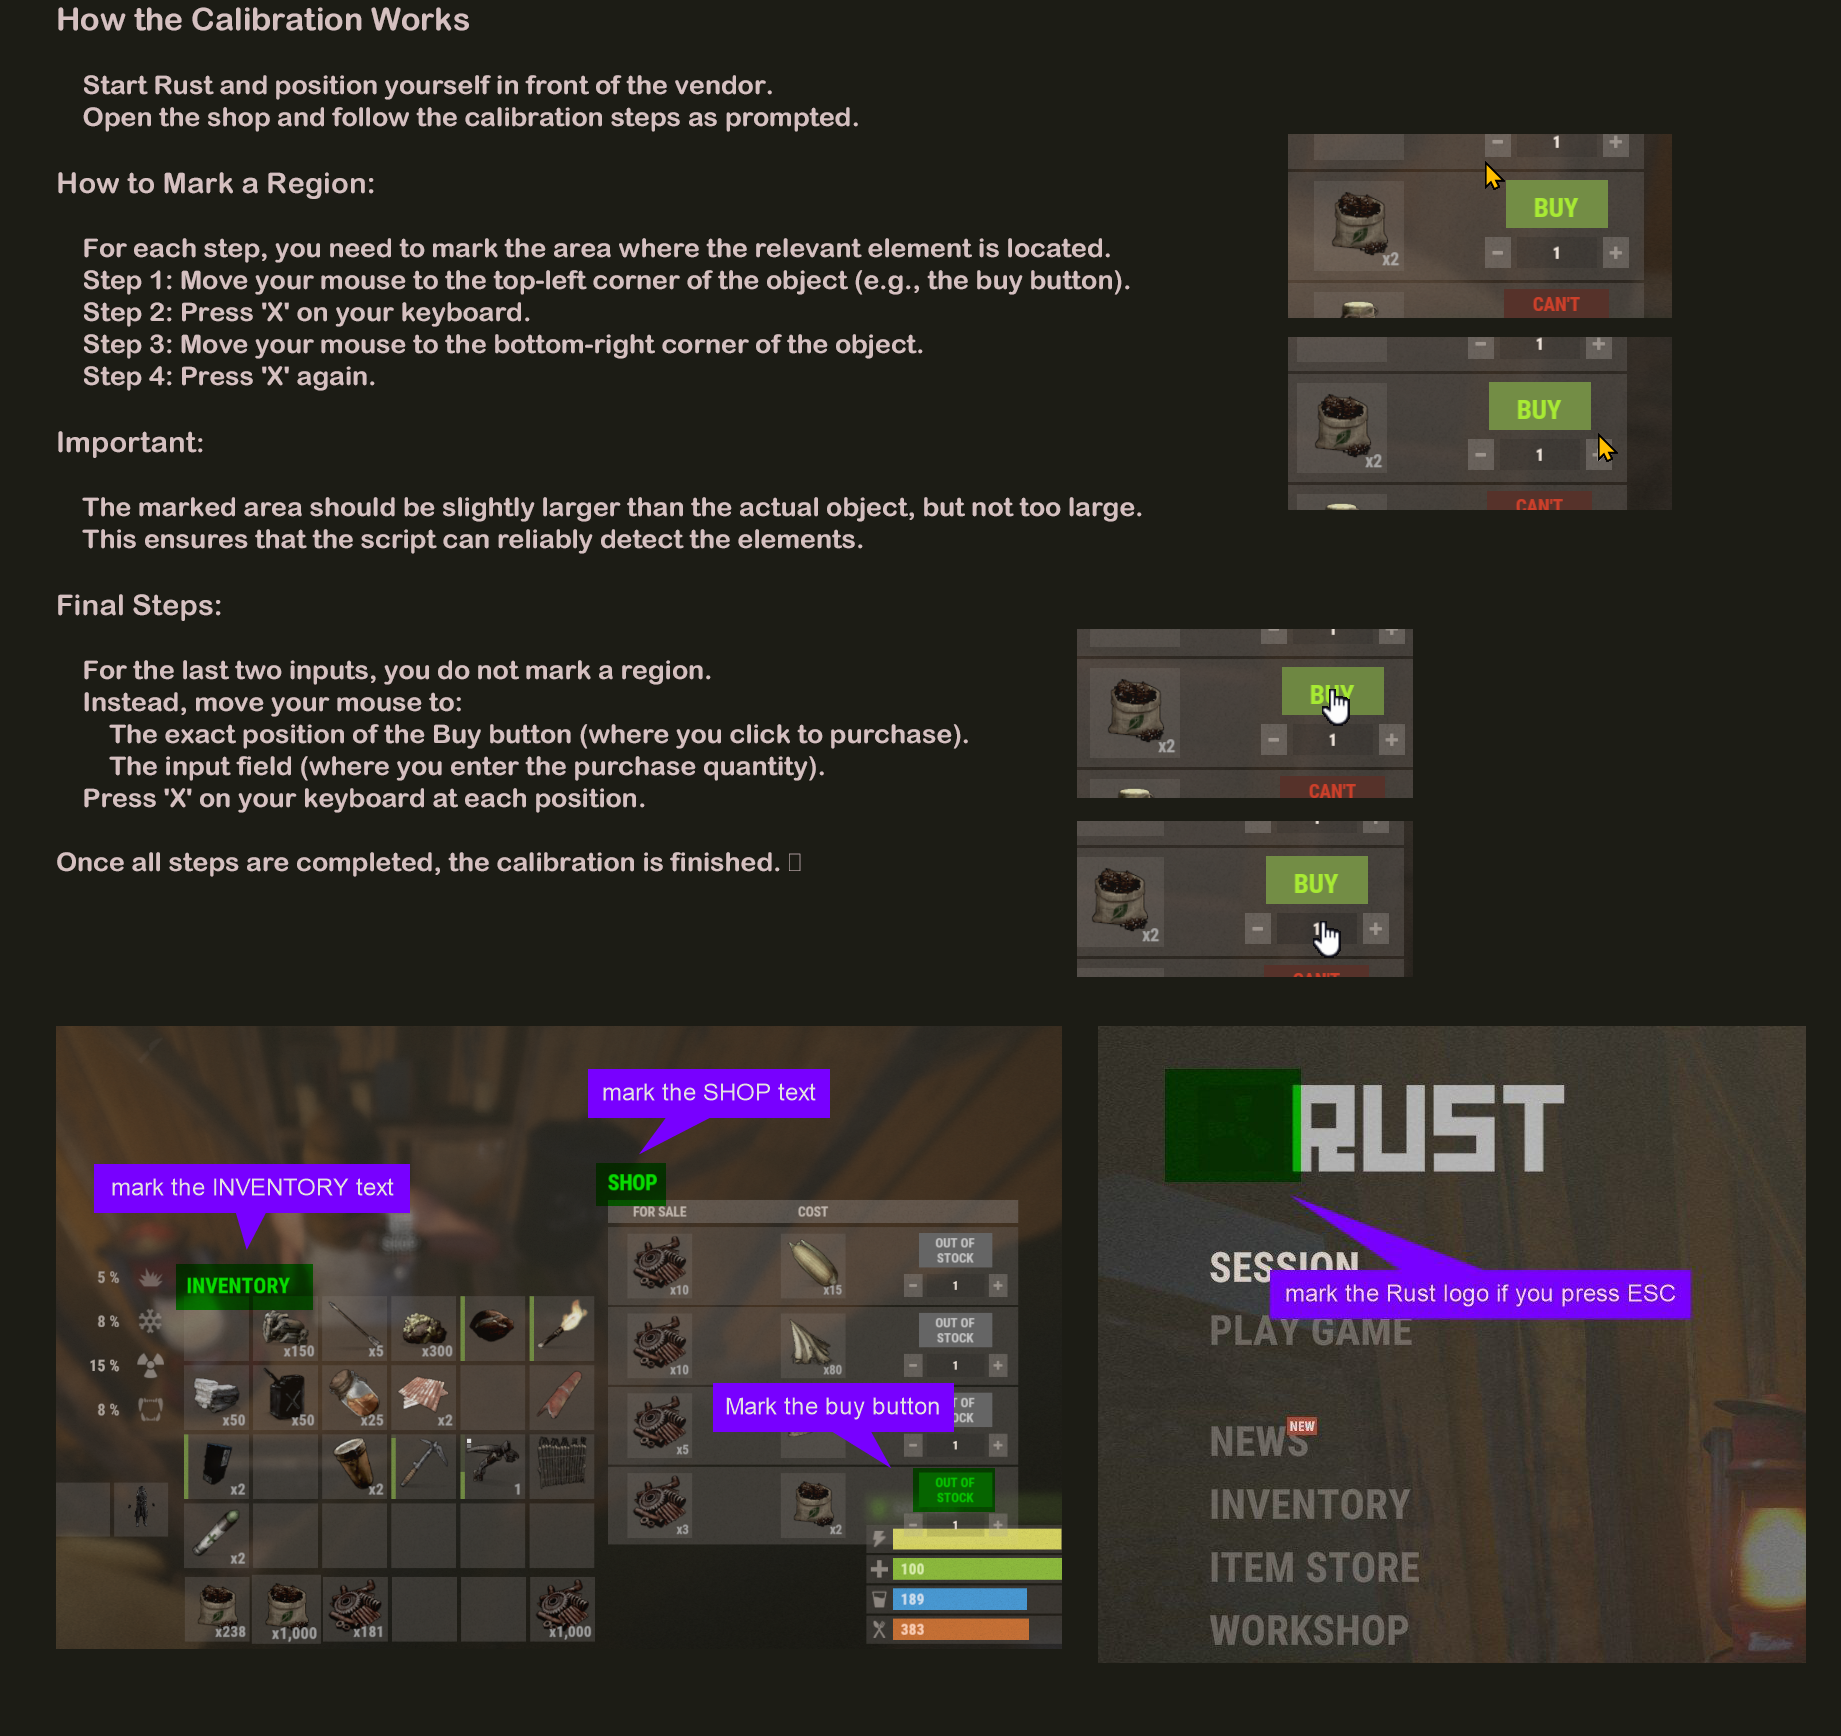 How the Calibration Works
Start Rust and position yourself in front of the vendor.
Open the shop and follow the calibration steps as prompted.
How to Mark a Region:
For each step, you need to mark the area where the relevant element is located.
Step 1: Move your mouse to the top-left corner of the object (e.g., the buy button).
Step 2: Press 'X' on your keyboard.
Step 3: Move your mouse to the bottom-right corner of the object.
Step 4: Press 'X' again.
Important:
The marked area should be slightly larger than the actual object, but not too large.
This ensures that the script can reliably detect the elements.
Final Steps:
For the last two inputs, you do not mark a region.
Instead, move your mouse to:
The exact position of the Buy button (where you click to purchase).
The input field (where you enter the purchase quantity).
Press 'X' on your keyboard at each position.
Once all steps are completed, the calibration is finished.
- 1 +
BUY
x2
- 1 +
CAN'T
- 1 +
BUY
x2
- 1
CAN'T
1
BUY
x2
- 1 +
CAN'T
BUY
x2
- 1 +
CAN'T
mark the SHOP text
mark the INVENTORY text
SHOP
FOR SALE COST
OUT OF
STOCK
x10 x15
- 1 +
OUT OF
STOCK
x10 x80
- 1 +
Mark the buy button
x5
- 1 +
OUT OF
STOCK
x3 x2
- 1
INVENTORY
5 %
8 %
15 %
8 %
x150 x5 x300
x50 x50 x25 x2
x2 x2 1
x2
x238 x1,000 x181 x1,000
100
189
383
RUST
SESSION
mark the Rust logo if you press ESC
PLAY GAME
NEWS NEW
INVENTORY
ITEM STORE
WORKSHOP